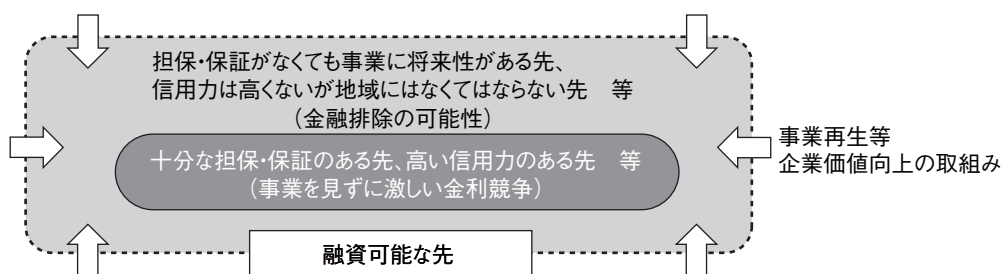 担保・保証がなくても事業に将来性がある先、
信用力は高くないが地域にはなくてはならない先　等
（金融排除の可能性）
十分な担保・保証のある先、高い信用力のある先　等
（事業を見ずに激しい金利競争）
事業再生等
企業価値向上の取組み
融資可能な先